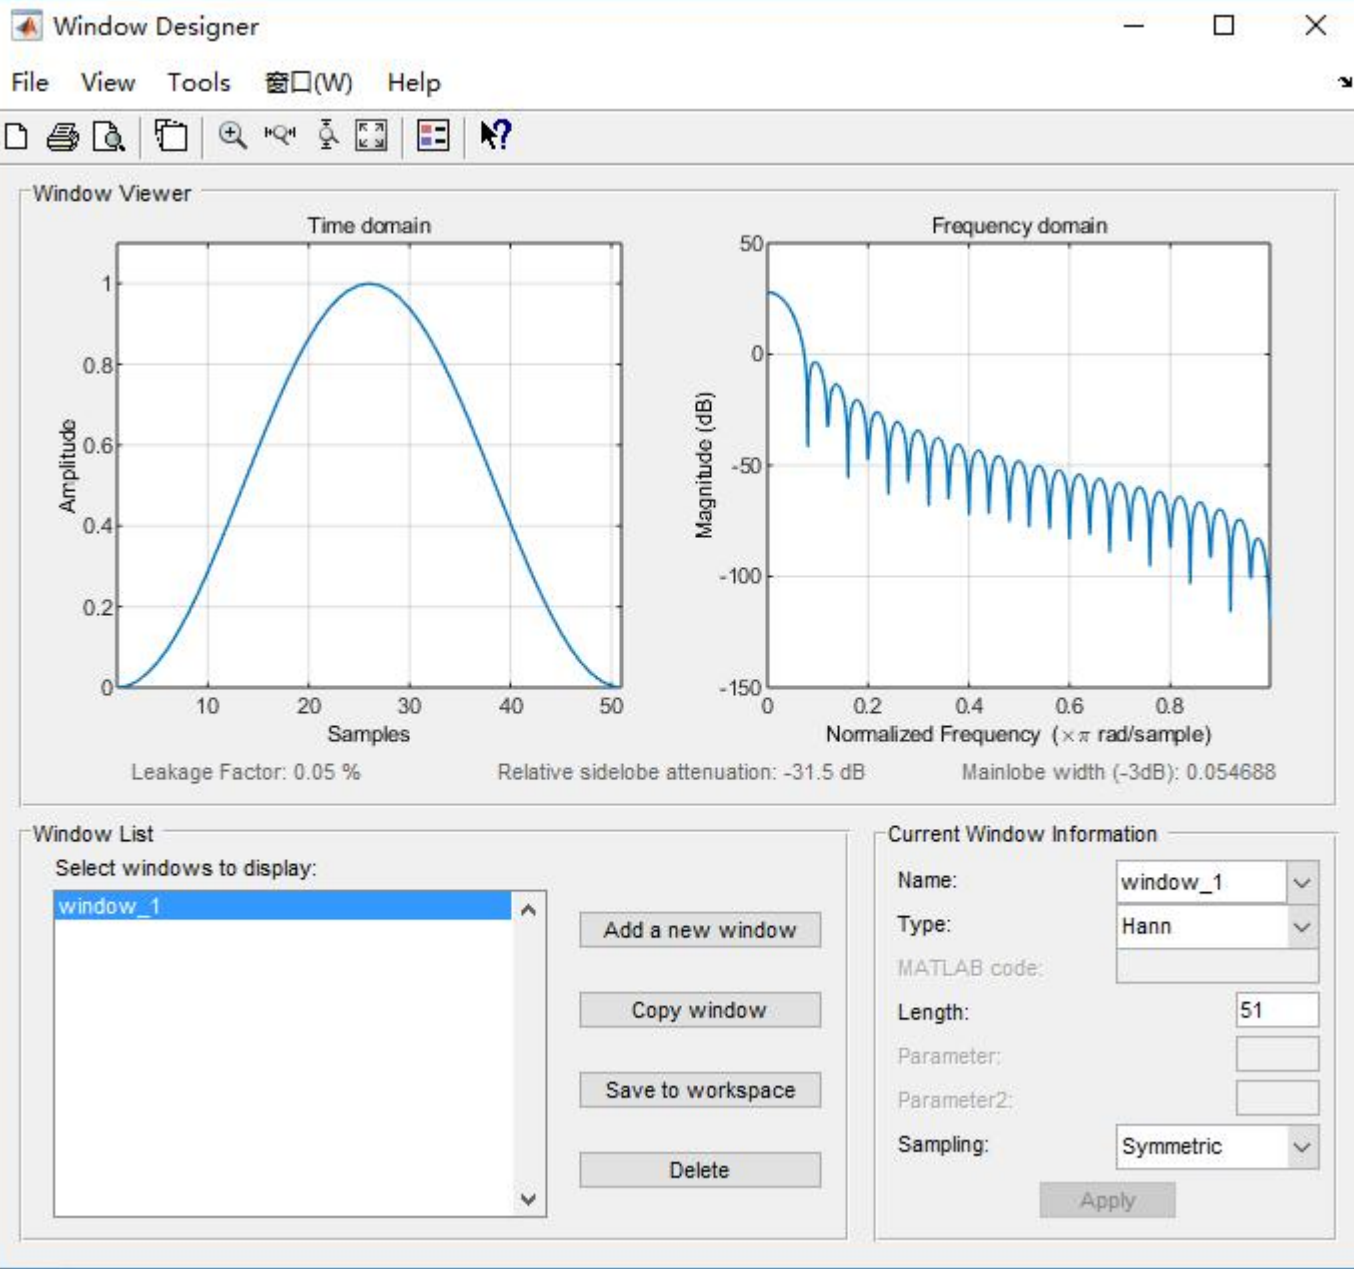 Window Designer
File View Tools 窗口(W) Help
Window Viewer
Time domain
Frequency domain
1
0.8
0.6
0.4
0.2
0
Amplitude
10 20 30 40 50
Samples
50
0
-50
-100
-150
Magnitude (dB)
0 0.2 0.4 0.6 0.8
Normalized Frequency (×π rad/sample)
Leakage Factor: 0.05 %
Relative sidelobe attenuation: -31.5 dB
Mainlobe width (-3dB): 0.054688
Window List
Select windows to display:
window_1
Add a new window
Copy window
Save to workspace
Delete
Current Window Information
Name: window_1
Type: Hann
MATLAB code:
Length: 51
Parameter:
Parameter2:
Sampling: Symmetric
Apply